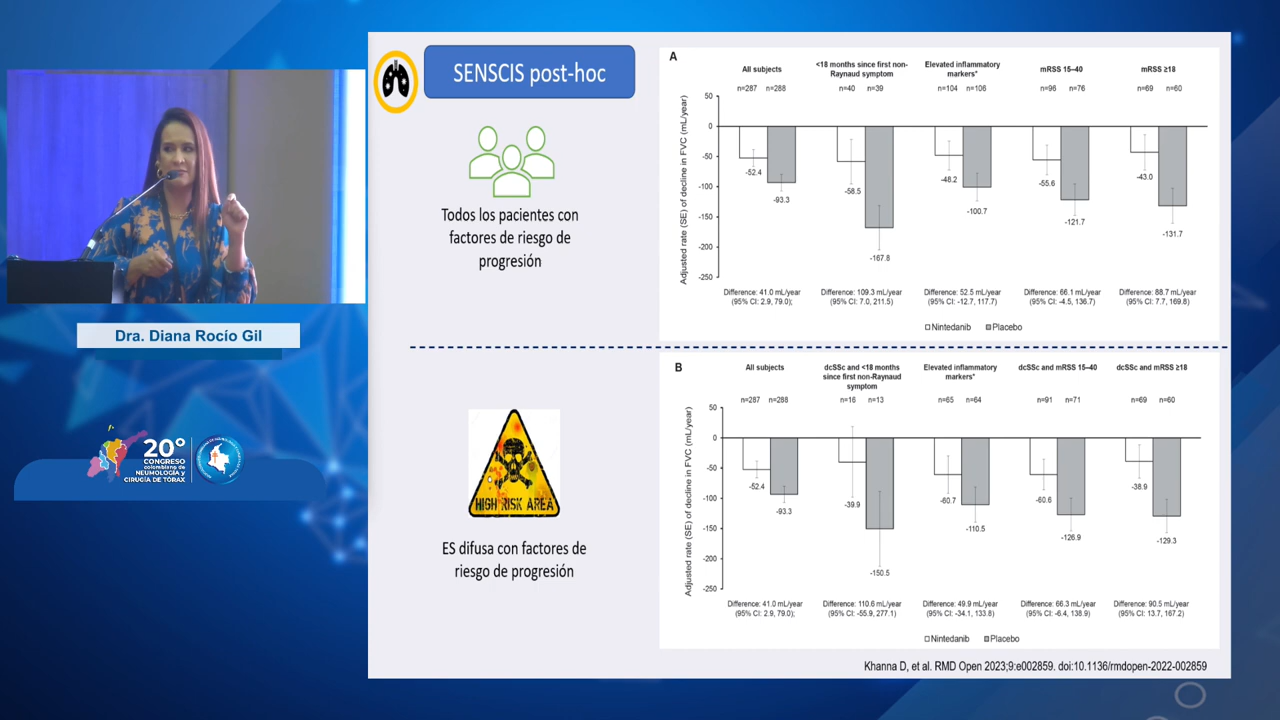 SENSCIS post-hoc
Todos los pacientes con
factores de riesgo de
progresión
A
All subjects
<18 months since first non-
Raynaud symptom
Elevated inflammatory
markers*
mRSS 15–40
mRSS ≥18
n=287 n=288
n=40 n=39
n=104 n=106
n=96 n=76
n=69 n=60
Adjusted rate (SE) of decline in FVC (mL/year)
50
0
-50
-100
-150
-200
-250
-52.4
-93.3
-58.5
-167.8
-48.2
-100.7
-55.6
-121.7
-43.0
-131.7
Difference: 41.0 mL/year
(95% CI: 2.9, 79.0);
Difference: 109.3 mL/year
(95% CI: 7.0, 211.5)
Difference: 52.5 mL/year
(95% CI: -12.7, 117.7)
Difference: 66.1 mL/year
(95% CI: -4.5, 136.7)
Difference: 88.7 mL/year
(95% CI: 7.7, 169.8)
Nintedanib Placebo
Dra. Diana Rocío Gil
20°
CONGRESO
colombiano de
NEUMOLOGÍA y
CIRUGÍA DE TÓRAX
HIGH RISK AREA
ES difusa con factores de
riesgo de progresión
B
All subjects
dcSSc and <18 months
since first non-Raynaud
symptom
Elevated inflammatory
markers*
dcSSc and mRSS 15–40
dcSSc and mRSS ≥18
n=287 n=288
n=16 n=13
n=65 n=64
n=91 n=71
n=69 n=60
Adjusted rate (SE) of decline in FVC (mL/year)
50
0
-50
-100
-150
-200
-250
-52.4
-93.3
-39.9
-150.5
-60.7
-110.5
-60.6
-126.9
-38.9
-129.3
Difference: 41.0 mL/year
(95% CI: 2.9, 79.0);
Difference: 110.6 mL/year
(95% CI: -55.9, 277.1)
Difference: 49.9 mL/year
(95% CI: -34.1, 133.8)
Difference: 66.3 mL/year
(95% CI: -6.4, 138.9)
Difference: 90.5 mL/year
(95% CI: 13.7, 167.2)
Nintedanib Placebo
Khanna D, et al. RMD Open 2023;9:e002859. doi:10.1136/rmdopen-2022-002859